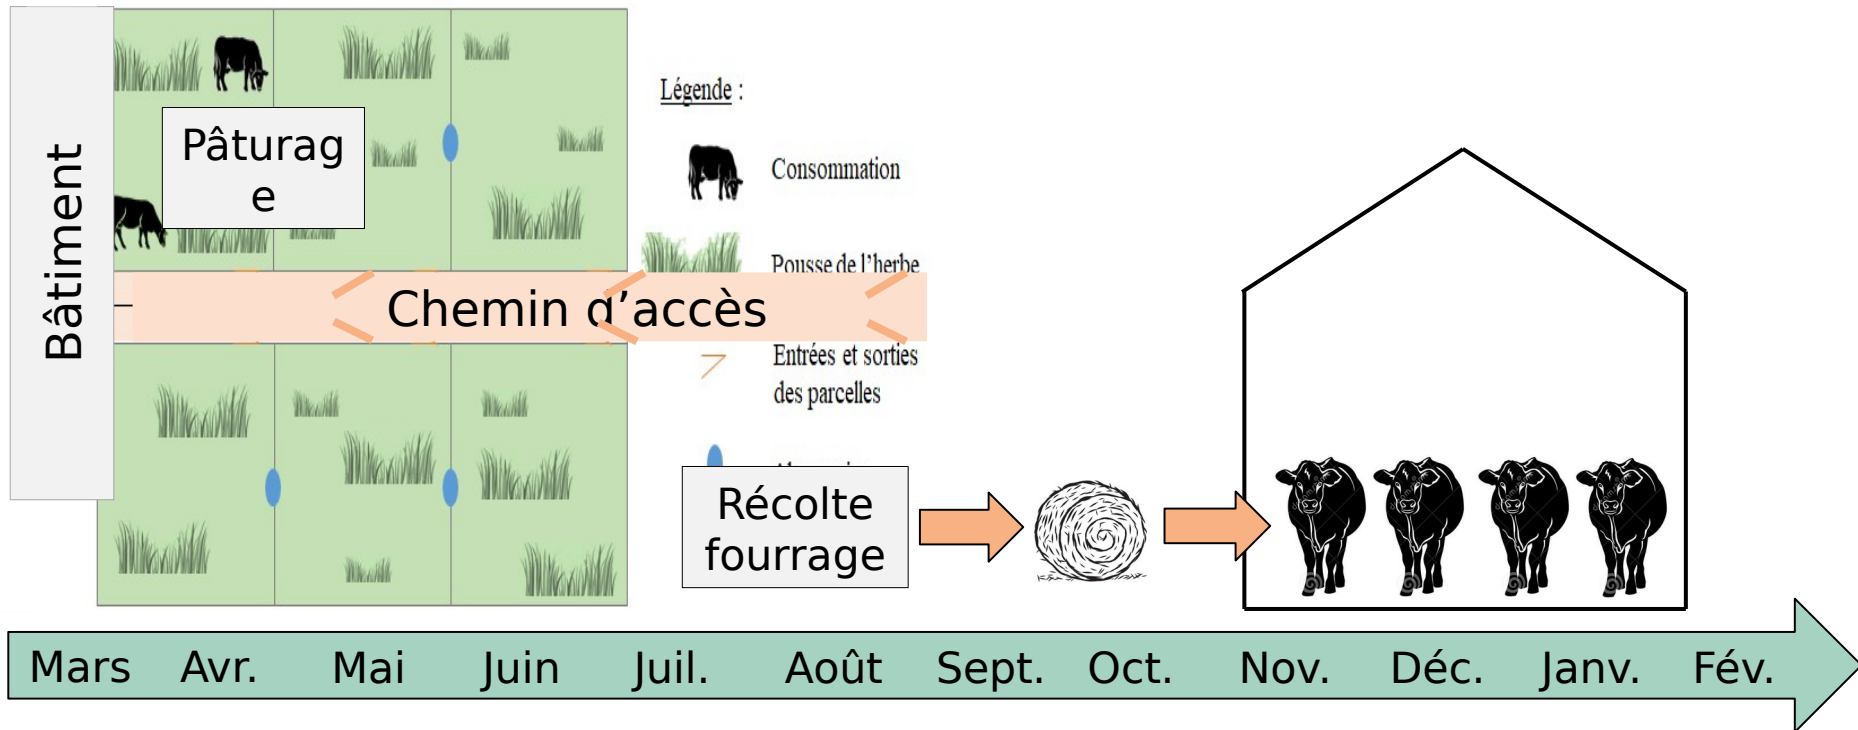 Bâtiment
Pâturag
e
Légende :
Consommation
Pousse de l’herbe
Chemin d’accès
Entrées et sorties
des parcelles
Récolte
fourrage
Mars Avr. Mai Juin Juil. Août Sept. Oct. Nov. Déc. Janv. Fév.